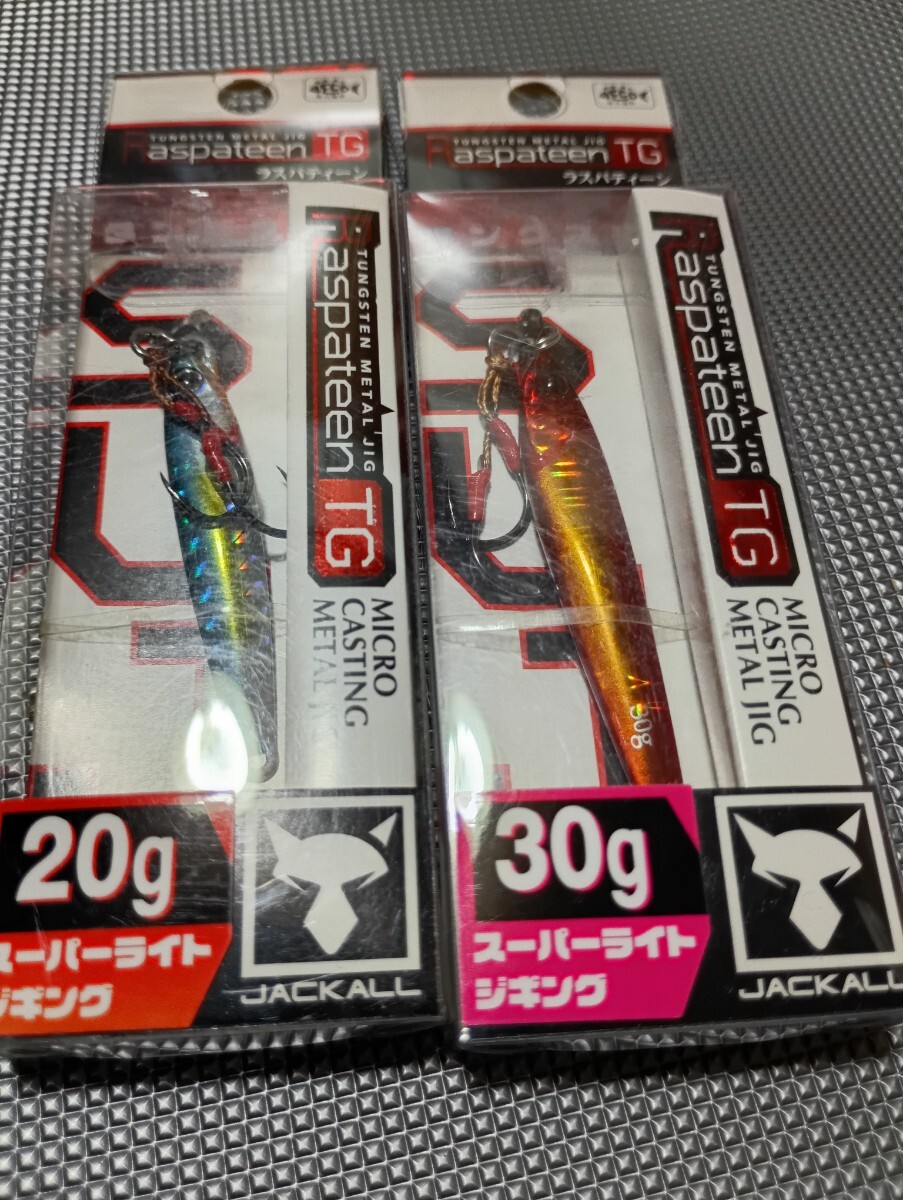 TUNGSTEN METAL JIG
Raspateen TG
ラスパティーン
TUNGSTEN METAL JIG
Raspateen TG
MICRO
CASTING
METAL
20g
スーパーライト
ジギング
JACKALL
TUNGSTEN METAL JIG
Raspateen TG
ラスパティーン
TUNGSTEN METAL JIG
Raspateen TG
MICRO
CASTING
METAL JIG
30g
30g
スーパーライト
ジギング
JACKALL